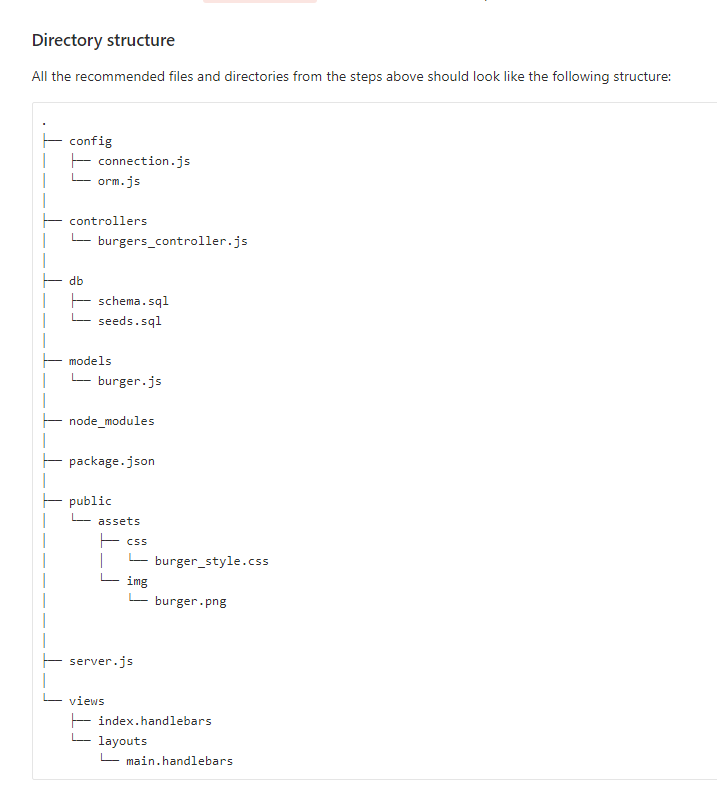 Directory structure
All the recommended files and directories from the steps above should look like the following structure:
.
├── config
│   ├── connection.js
│   └── orm.js
│
├── controllers
│   └── burgers_controller.js
│
├── db
│   ├── schema.sql
│   └── seeds.sql
│
├── models
│   └── burger.js
│
├── node_modules
│
├── package.json
│
├── public
│   └── assets
│       ├── css
│       │   └── burger_style.css
│       └── img
│           └── burger.png
│
│
├── server.js
│
└── views
    ├── index.handlebars
    └── layouts
        └── main.handlebars